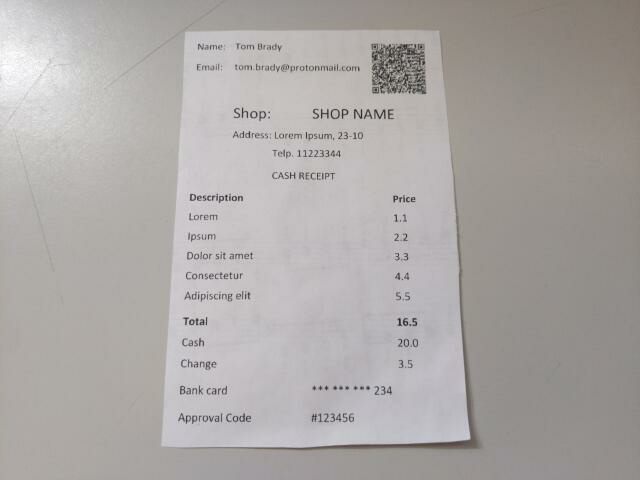 Name: Tom Brady
Email: tom.brady@protonmail.com
Shop: SHOP NAME
Address: Lorem Ipsum, 23-10
Telp. 11223344
CASH RECEIPT
Description Price
Lorem 1.1
Ipsum 2.2
Dolor sit amet 3.3
Consectetur 4.4
Adipiscing elit 5.5
Total 16.5
Cash 20.0
Change 3.5
Bank card *** *** *** 234
Approval Code #123456